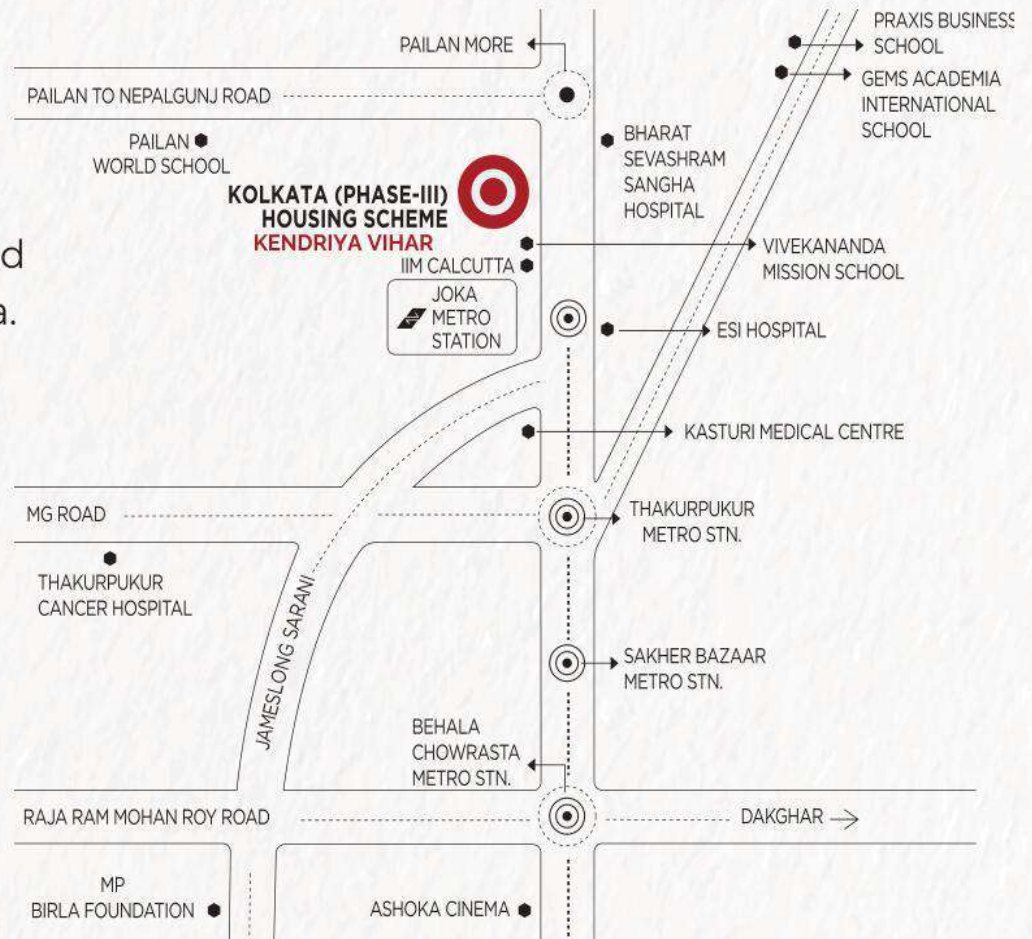 PRAXIS BUSINESS
SCHOOL
PAILAN MORE
GEMS ACADEMIA
INTERNATIONAL
SCHOOL
PAILAN TO NEPALGUNJ ROAD
PAILAN
WORLD SCHOOL
BHARAT
SEVASHRAM
SANGHA
HOSPITAL
KOLKATA (PHASE-III)
HOUSING SCHEME
KENDRIYA VIHAR
d
a.
VIVEKANANDA
MISSION SCHOOL
IIM CALCUTTA
JOKA
METRO
STATION
ESI HOSPITAL
KASTURI MEDICAL CENTRE
MG ROAD
THAKURPUKUR
METRO STN.
THAKURPUKUR
CANCER HOSPITAL
JAMESLONG SARANI
SAKHER BAZAAR
METRO STN.
BEHALA
CHOWRASTA
METRO STN.
RAJA RAM MOHAN ROY ROAD
DAKGHAR
MP
BIRLA FOUNDATION
ASHOKA CINEMA